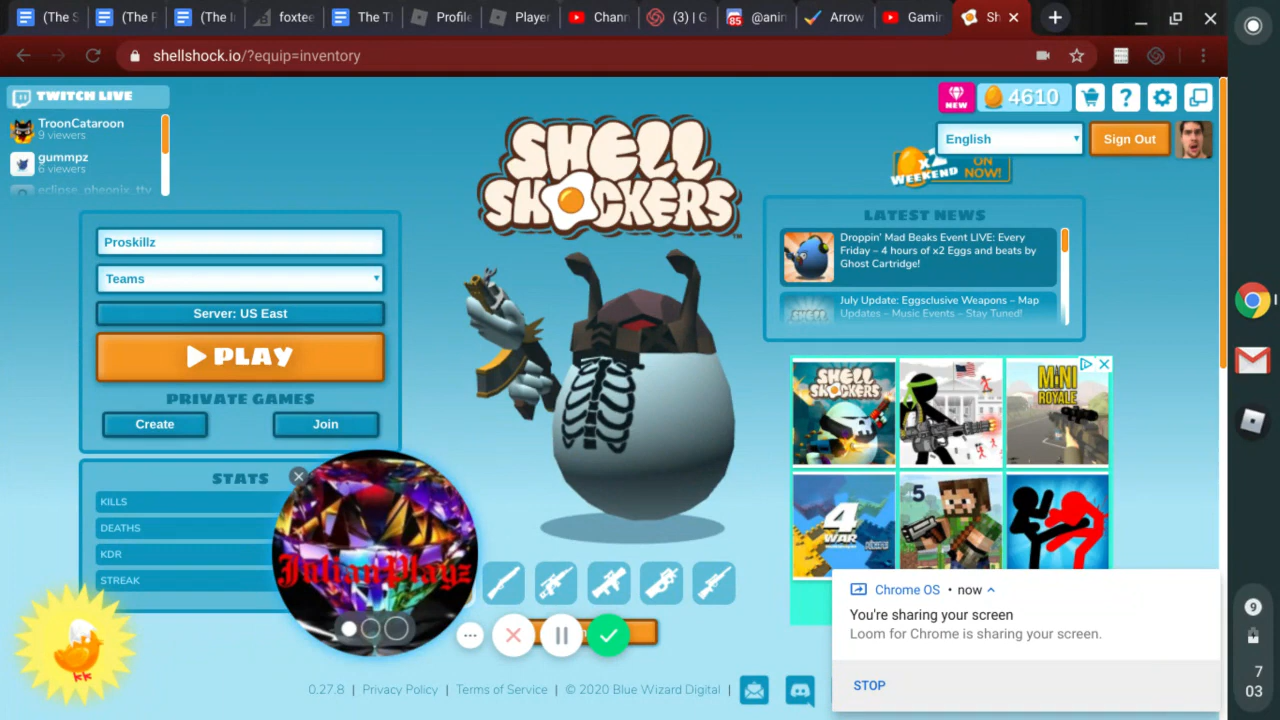 (The S
(The F
(The I
foxtee
The Tl
Profile
Player
Chann
(3) | G
85
@anin
Arrow
Gamin
Sh
shellshock.io/?equip=inventory
TWITCH LIVE
TroonCataroon
9 viewers
gummpz
6 viewers
eclipse_pheonix_ttv
NEW
4610
?
English
Sign Out
SHELL SHOCKERS™
x2 WEEKEND ON NOW!
LATEST NEWS
Droppin' Mad Beaks Event LIVE: Every
Friday – 4 hours of x2 Eggs and beats by
Ghost Cartridge!
July Update: Eggsclusive Weapons – Map
Updates – Music Events – Stay Tuned!
Proskillz
Teams
Server: US East
PLAY
PRIVATE GAMES
Create
Join
STATS
KILLS
DEATHS
KDR
STREAK
JulianPlayz
SHELL SHOCKERS
MiNi ROYALE
4 WAR
5
Chrome OS • now
You're sharing your screen
Loom for Chrome is sharing your screen.
STOP
0.27.8 | Privacy Policy | Terms of Service | © 2020 Blue Wizard Digital |
9
7
03